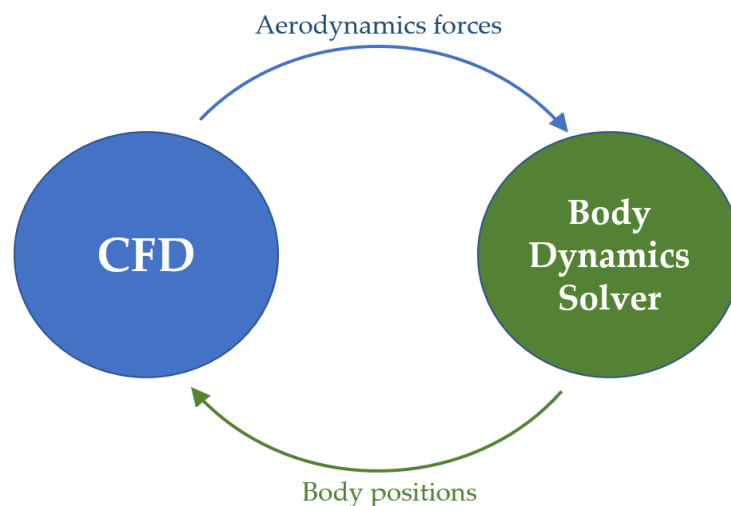 Aerodynamics forces
CFD
Body
Dynamics
Solver
Body positions